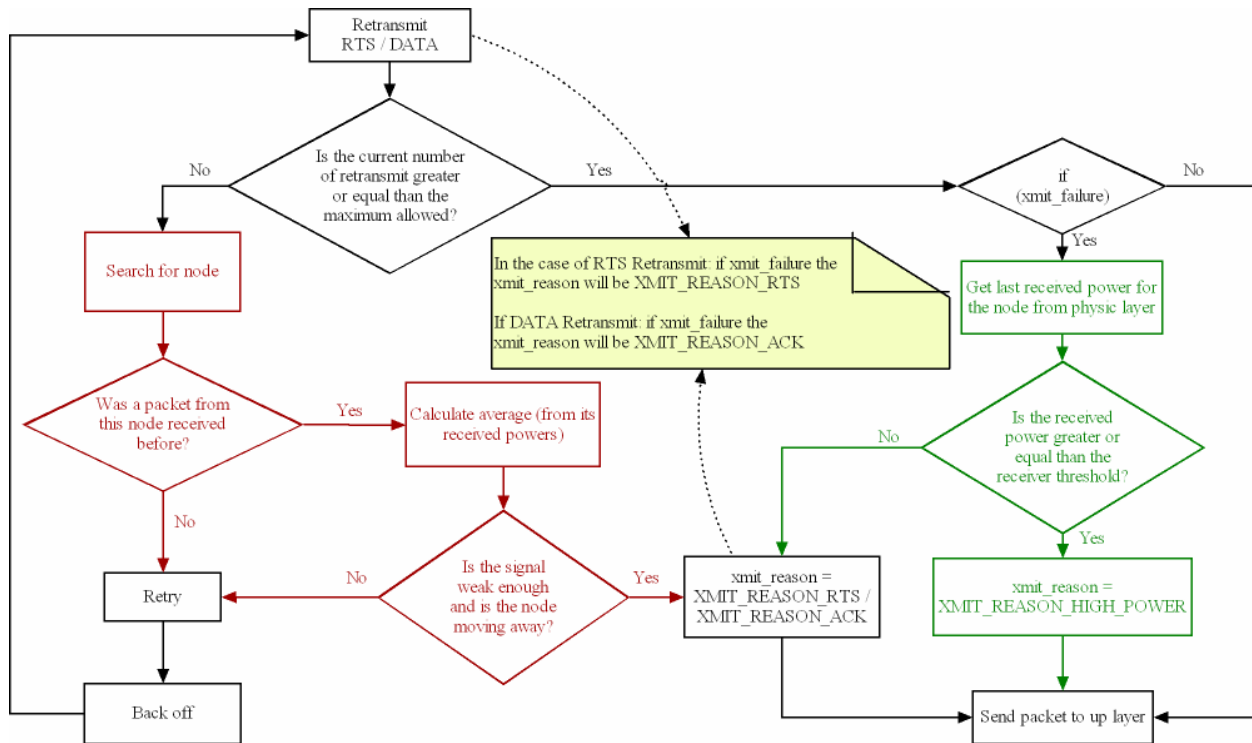 Retransmit
RTS / DATA
Is the current number
of retransmit greater
or equal than the
maximum allowed?
No
Yes
if
(xmit_failure)
No
Yes
Search for node
In the case of RTS Retransmit: if xmit_failure the
xmit_reason will be XMIT_REASON_RTS
If DATA Retransmit: if xmit_failure the
xmit_reason will be XMIT_REASON_ACK
Get last received power for
the node from physic layer
Was a packet from
this node received
before?
Yes
Calculate average (from its
received powers)
No
Is the received
power greater or
equal than the
receiver threshold?
No
Yes
Is the signal
weak enough
and is the node
moving away?
No
Yes
Retry
xmit_reason =
XMIT_REASON_RTS /
XMIT_REASON_ACK
xmit_reason =
XMIT_REASON_HIGH_POWER
Back off
Send packet to up layer